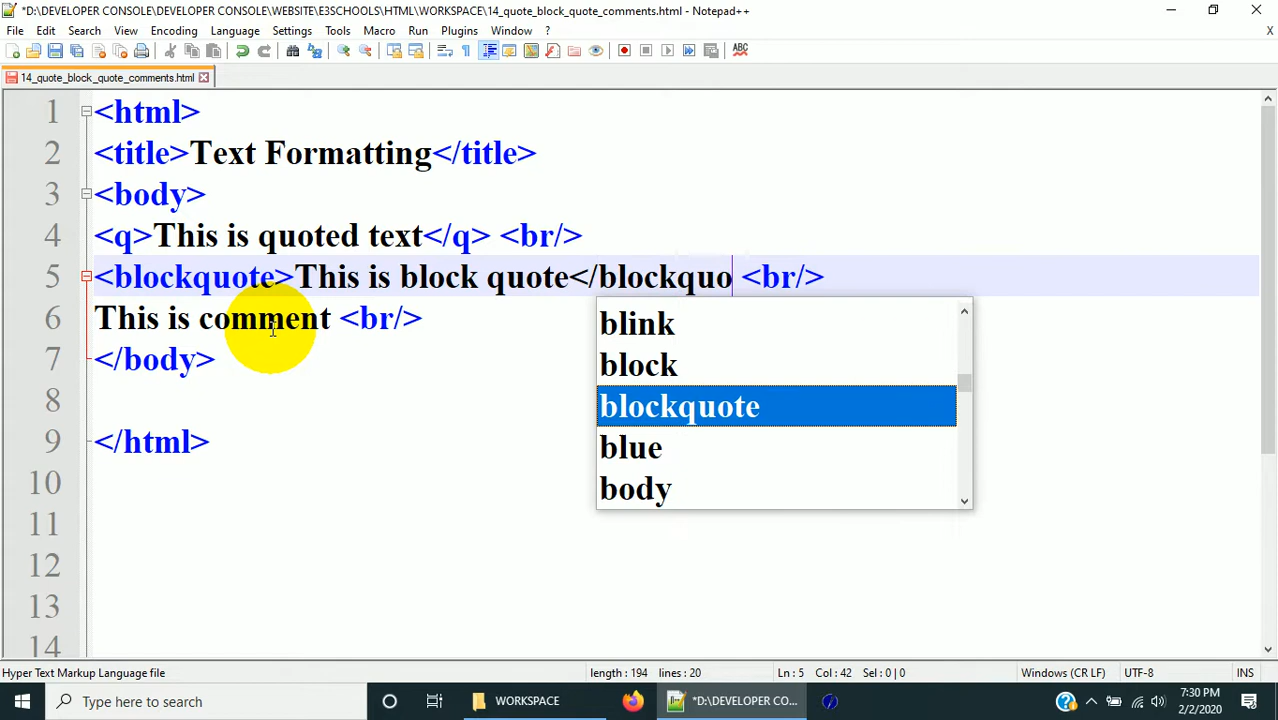 *D:\DEVELOPER CONSOLE\DEVELOPER CONSOLE\WEBSITE\E3SCHOOLS\HTML\WORKSPACE\14_quote_block_quote_comments.html - Notepad++
File Edit Search View Encoding Language Settings Tools Macro Run Plugins Window ? X
ABC
14_quote_block_quote_comments.html
1 <html>
2 <title>Text Formatting</title>
3 <body>
4 <q>This is quoted text</q> <br/>
5 <blockquote>This is block quote</blockquo <br/>
6 This is comment <br/>
7 </body>
8
9 </html>
10
11
12
13
14
blink
block
blockquote
blue
body
Hyper Text Markup Language file length : 194 lines : 20 Ln : 5 Col : 42 Sel : 0 | 0 Windows (CR LF) UTF-8 INS
Type here to search WORKSPACE *D:\DEVELOPER CO... 7:30 PM
2/2/2020